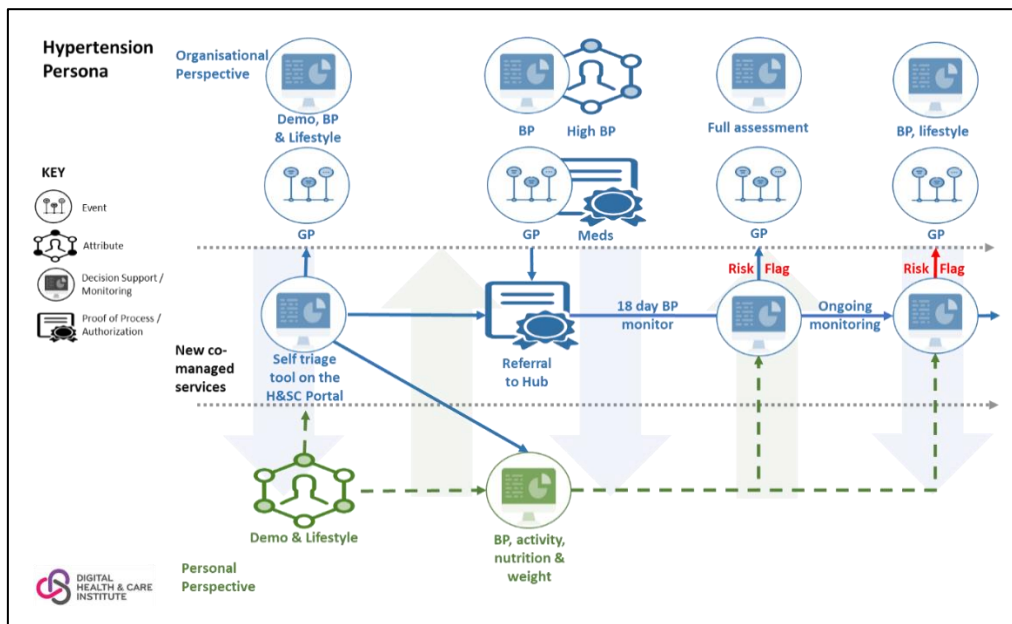 Hypertension
Persona
Organisational
Perspective
Demo, BP
& Lifestyle
BP
High BP
Full assessment
BP, lifestyle
KEY
Event
Attribute
Decision Support /
Monitoring
Proof of Process /
Authorization
GP
GP
Meds
GP
GP
Risk Flag
Risk Flag
18 day BP
monitor
Ongoing
monitoring
New co-
managed
services
Self triage
tool on the
H&SC Portal
Referral
to Hub
Demo & Lifestyle
BP, activity,
nutrition &
weight
Personal
Perspective
DIGITAL
HEALTH & CARE
INSTITUTE